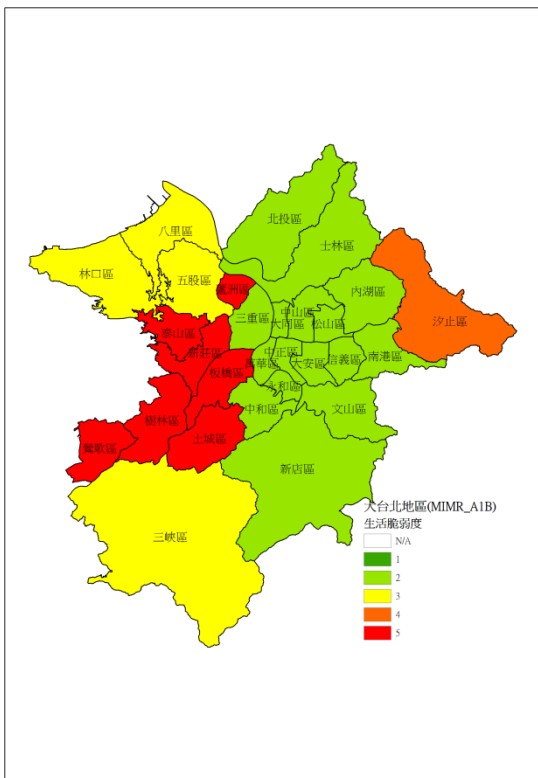 北投區
士林區
八里區
林口區
五股區
內湖區
蘆洲區
汐止區
三重區
中山區
大同區
松山區
泰山區
新莊區
中正區
萬華區
大安區
信義區
南港區
板橋區
永和區
中和區
文山區
樹林區
土城區
鶯歌區
新店區
三峽區
大台北地區(MIMR_A1B)
生活脆弱度
N/A
1
2
3
4
5